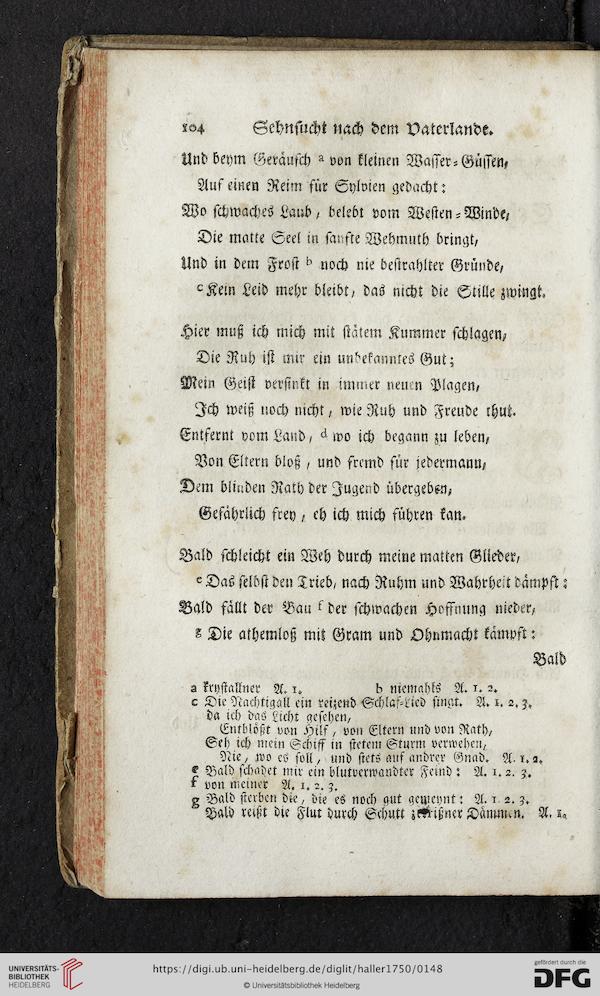 104 Sehnsucht nach dem Vaterlande.
Und beym Geräusch a von kleinen Wasser-Güssen,
Auf einen Reim für Sylvien gedacht:
Wo schwaches Laub, belebt vom Westen-Winde,
Die matte Seel in sanfte Wehmuth bringt,
Und in dem Frost b noch nie bestrahlter Gründe,
c Kein Leid mehr bleibt, das nicht die Stille zwingt.
Hier muß ich mich mit stätem Kummer schlagen,
Die Ruh ist mir ein unbekanntes Gut;
Mein Geist versinkt in immer neuen Plagen,
Ich weiß noch nicht, wie Ruh und Freude thut.
Entfernt vom Land, d wo ich begann zu leben,
Von Eltern bloß, und fremd für jedermann,
Dem blinden Rath der Jugend übergeben,
Gefährlich frey, eh ich mich führen kan.
Bald schleicht ein Weh durch meine matten Glieder,
e Das selbst den Trieb, nach Ruhm und Wahrheit dämpft:
Bald fällt der Bau f der schwachen Hoffnung nieder,
g Die athemloß mit Gram und Ohnmacht kämpft:
Bald
a krystallner A. 1. b niemahls A. 1. 2.
c Die Nachtigall ein reizend Schlaf-Lied singt. A. 1. 2. 3.
da ich das Licht gesehen,
Entblößt von Hilf, von Eltern und von Rath,
Seh ich mein Schiff in stetem Sturm verwehen,
Nie, wo es soll, und stets auf andrer Gnad. A. 1. 2.
e Bald schadet mir ein blutverwandter Feind: A. 1. 2. 3.
f von meiner A. 1. 2. 3.
g Bald sterben die, die es noch gut gemeynt: A. 1. 2. 3.
Bald reißt die Flut durch Schutt zerrißner Dämmen. A. 1.
UNIVERSITÄTS-
BIBLIOTHEK
HEIDELBERG
https://digi.ub.uni-heidelberg.de/diglit/haller1750/0148
© Universitätsbibliothek Heidelberg
gefördert durch die
DFG